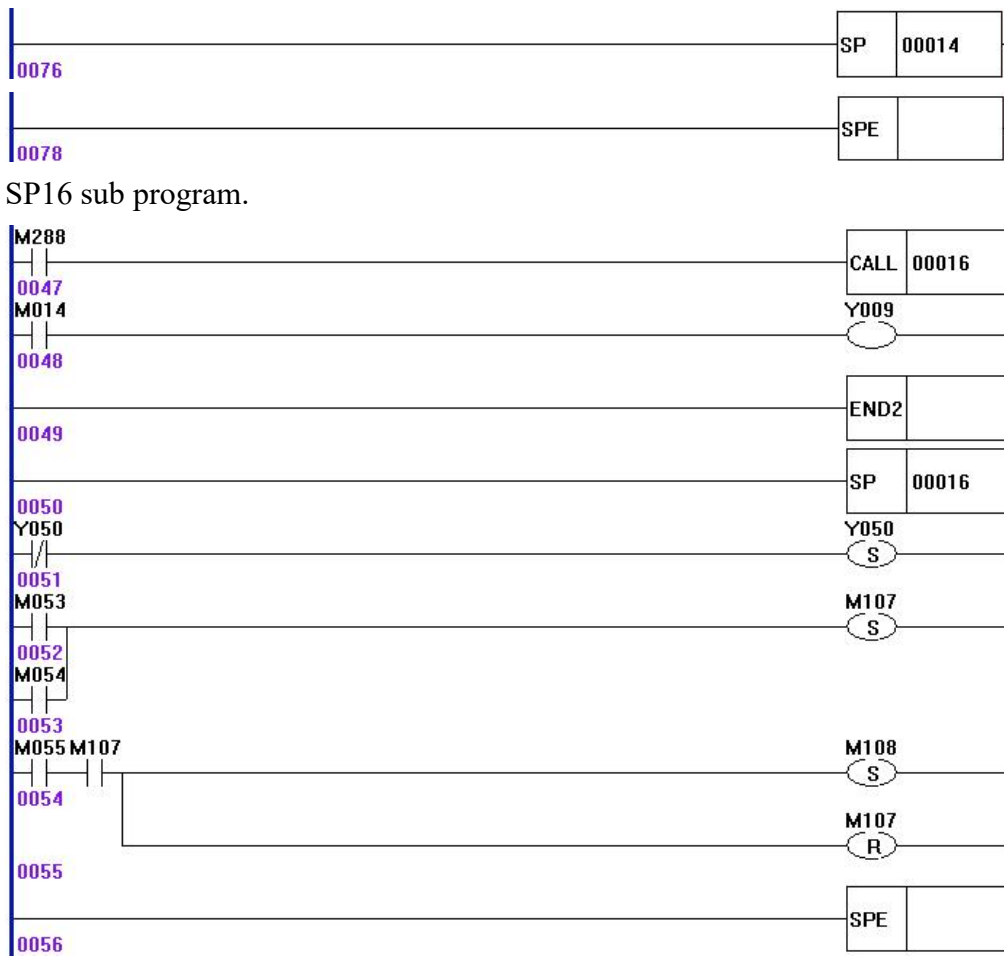 SP 00014
0076
SPE
0078
SP16 sub program.
M288
CALL 00016
0047
M014 Y009
0048
END2
0049
SP 00016
0050
Y050 Y050
S
0051
M053 M107
S
0052
M054
0053
M055 M107 M108
S
0054
M107
R
0055
SPE
0056